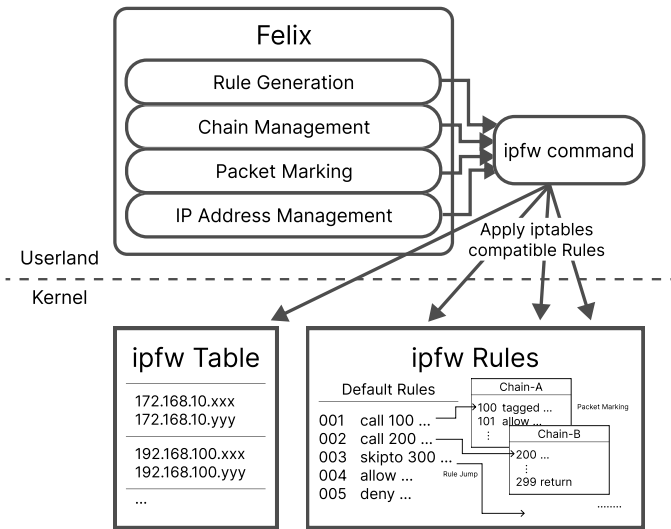 Felix
Rule Generation
Chain Management
Packet Marking
IP Address Management
ipfw command
Apply iptables
compatible Rules
Userland
Kernel
ipfw Table
172.168.10.xxx
172.168.10.yyy
192.168.100.xxx
192.168.100.yyy
...
ipfw Rules
Default Rules
001 call 100 ...
002 call 200 ...
003 skipto 300 ...
004 allow ...
005 deny ...
Rule Jump
Chain-A
100 tagged ...
101 allow ...
⋮
Packet Marking
Chain-B
200 ...
⋮
299 return
........